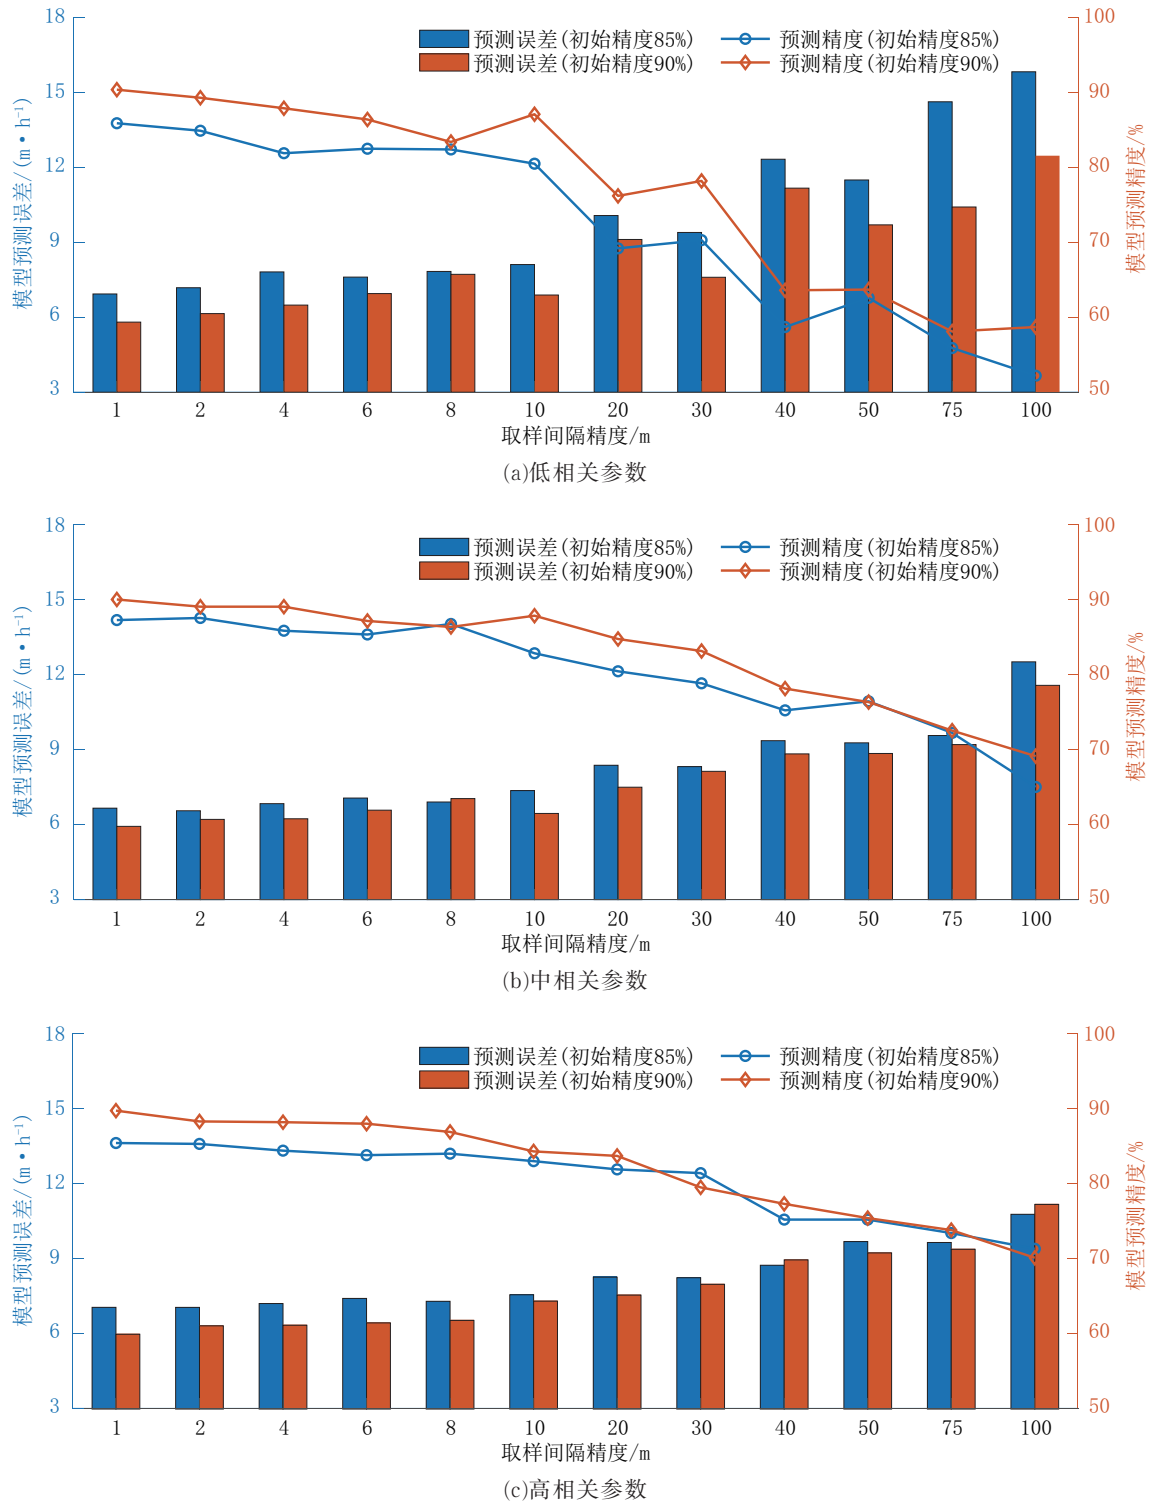 18
15
12
9
6
3
模型预测误差/(m·h⁻¹)
预测误差(初始精度85%)
预测误差(初始精度90%)
预测精度(初始精度85%)
预测精度(初始精度90%)
100
90
80
70
60
50
模型预测精度/%
1 2 4 6 8 10 20 30 40 50 75 100
取样间隔精度/m
(a)低相关参数
18
15
12
9
6
3
模型预测误差/(m·h⁻¹)
预测误差(初始精度85%)
预测误差(初始精度90%)
预测精度(初始精度85%)
预测精度(初始精度90%)
100
90
80
70
60
50
模型预测精度/%
1 2 4 6 8 10 20 30 40 50 75 100
取样间隔精度/m
(b)中相关参数
18
15
12
9
6
3
模型预测误差/(m·h⁻¹)
预测误差(初始精度85%)
预测误差(初始精度90%)
预测精度(初始精度85%)
预测精度(初始精度90%)
100
90
80
70
60
50
模型预测精度/%
1 2 4 6 8 10 20 30 40 50 75 100
取样间隔精度/m
(c)高相关参数